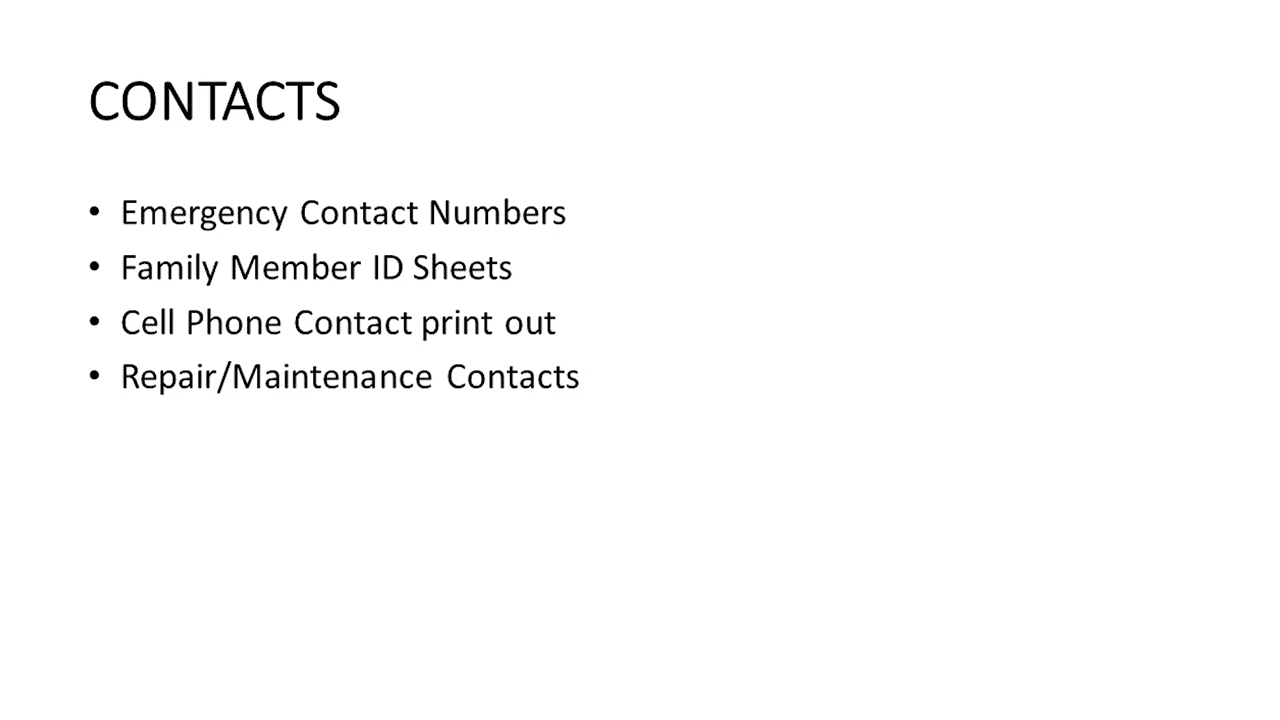 CONTACTS
• Emergency Contact Numbers
• Family Member ID Sheets
• Cell Phone Contact print out
• Repair/Maintenance Contacts